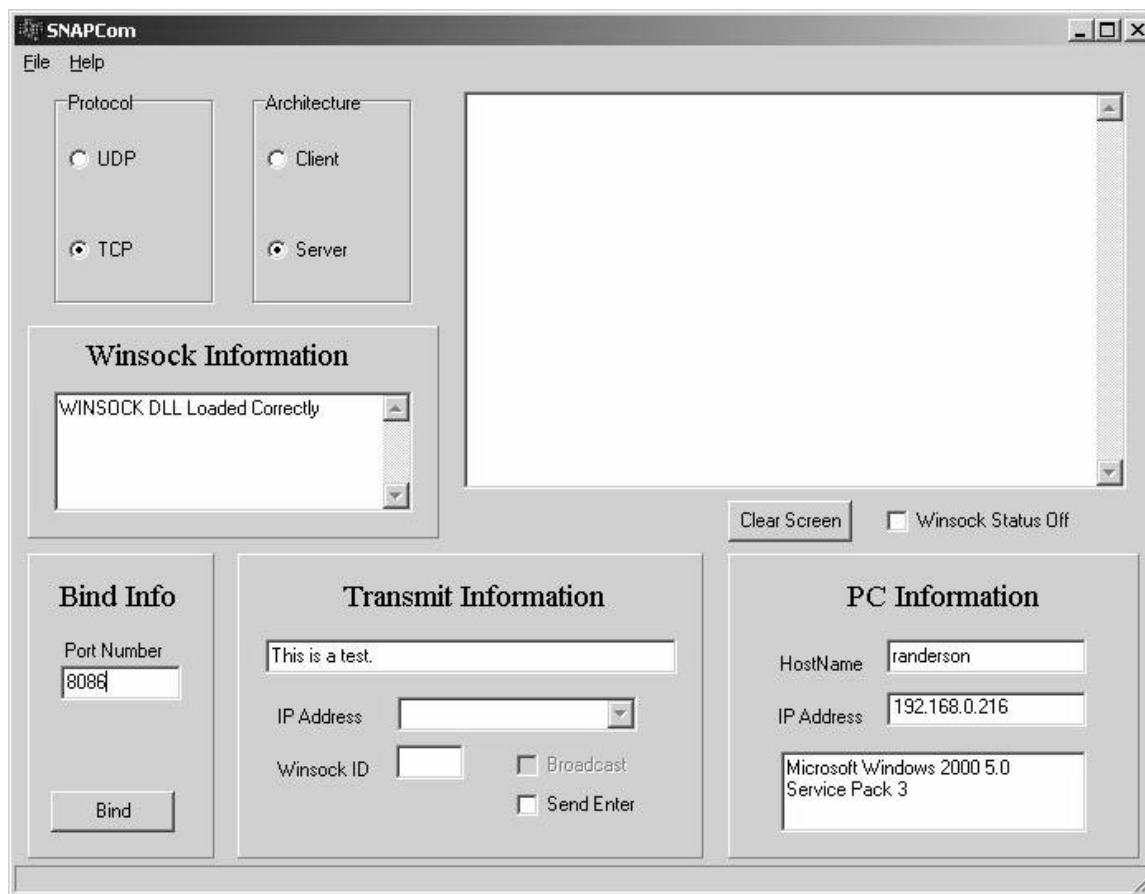 SNAPCom
File Help
Protocol
UDP
TCP
Architecture
Client
Server
Winsock Information
WINSOCK DLL Loaded Correctly
Clear Screen
Winsock Status Off
Bind Info
Port Number
8086
Bind
Transmit Information
This is a test.
IP Address
Winsock ID
Broadcast
Send Enter
PC Information
HostName
randerson
IP Address
192.168.0.216
Microsoft Windows 2000 5.0
Service Pack 3